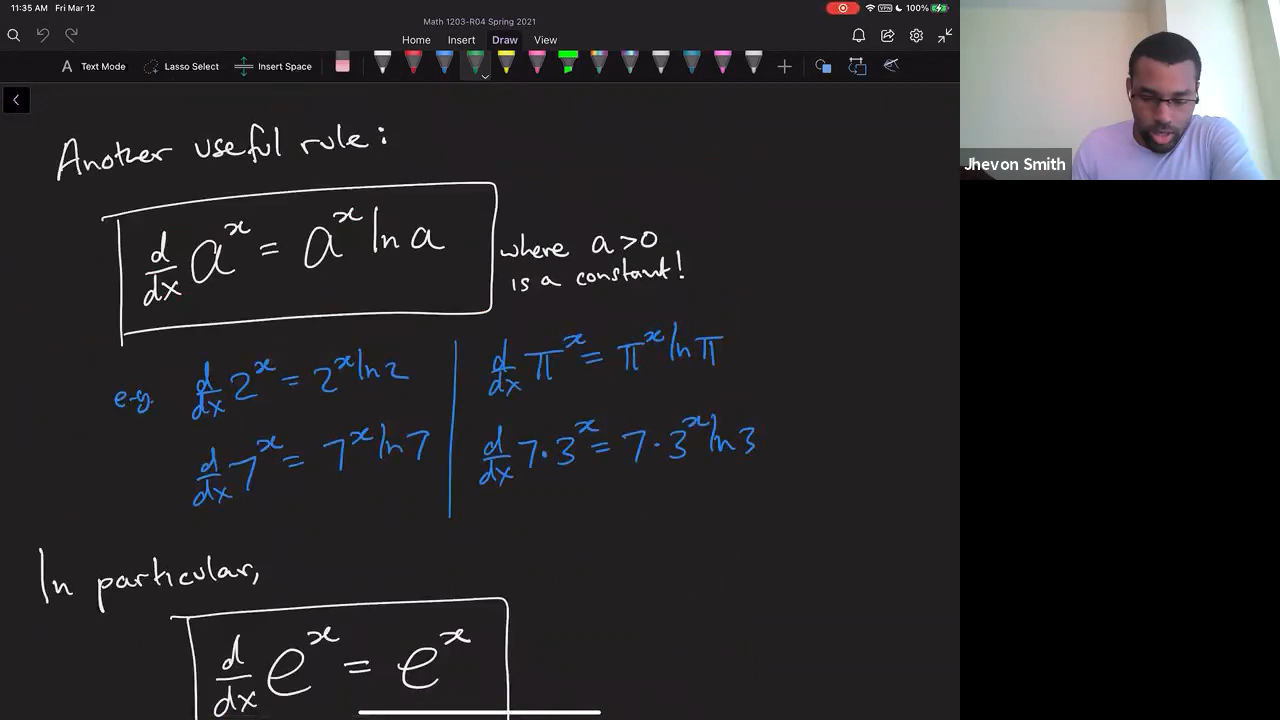 11:35 AM Fri Mar 12
100%
Math 1203-R04 Spring 2021
Home Insert Draw View
Text Mode Lasso Select Insert Space
Another useful rule:
d/dx a^x = a^x ln a where a > 0
is a constant!
e.g. d/dx 2^x = 2^x ln 2
d/dx 7^x = 7^x ln 7
d/dx π^x = π^x ln π
d/dx 7·3^x = 7·3^x ln 3
In particular,
d/dx e^x = e^x
Jhevon Smith